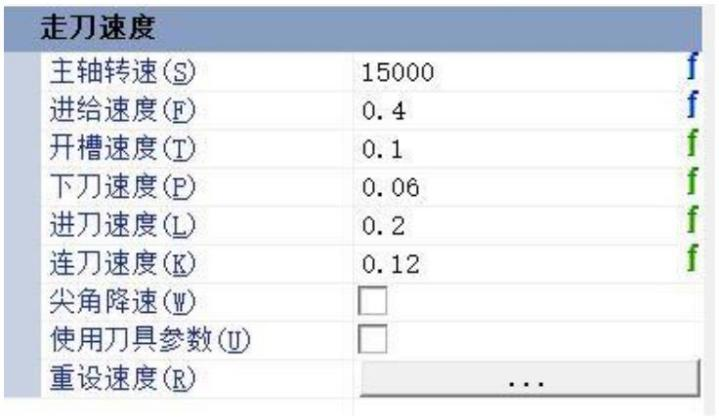 走刀速度
主轴转速(S) 15000 f
进给速度(F) 0.4 f
开槽速度(T) 0.1 f
下刀速度(P) 0.06 f
进刀速度(L) 0.2 f
连刀速度(K) 0.12 f
尖角降速(W)
使用刀具参数(U)
重设速度(R) ...